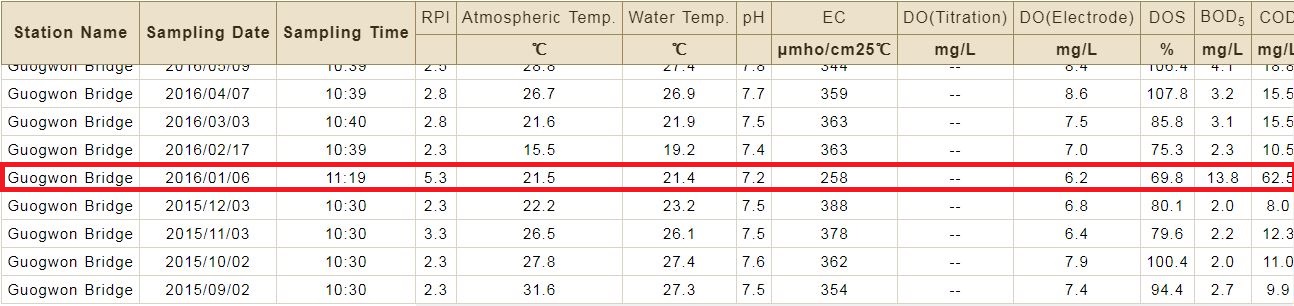 Station Name Sampling Date Sampling Time RPI Atmospheric Temp. Water Temp. pH EC DO(Titration) DO(Electrode) DOS BOD5 COD
℃ ℃ μmho/cm25℃ mg/L mg/L % mg/L mg/L
Guogwon Bridge 2016/05/09 10:39 2.5 28.8 27.4 7.8 344 -- 8.4 106.4 4.1 18.8
Guogwon Bridge 2016/04/07 10:39 2.8 26.7 26.9 7.7 359 -- 8.6 107.8 3.2 15.5
Guogwon Bridge 2016/03/03 10:40 2.8 21.6 21.9 7.5 363 -- 7.5 85.8 3.1 15.5
Guogwon Bridge 2016/02/17 10:39 2.3 15.5 19.2 7.4 363 -- 7.0 75.3 2.3 10.5
Guogwon Bridge 2016/01/06 11:19 5.3 21.5 21.4 7.2 258 -- 6.2 69.8 13.8 62.5
Guogwon Bridge 2015/12/03 10:30 2.3 22.2 23.2 7.5 388 -- 6.8 80.1 2.0 8.0
Guogwon Bridge 2015/11/03 10:30 3.3 26.5 26.1 7.5 378 -- 6.4 79.6 2.2 12.3
Guogwon Bridge 2015/10/02 10:30 2.3 27.8 27.4 7.6 362 -- 7.9 100.4 2.0 11.0
Guogwon Bridge 2015/09/02 10:30 2.3 31.6 27.3 7.5 354 -- 7.4 94.4 2.7 9.9